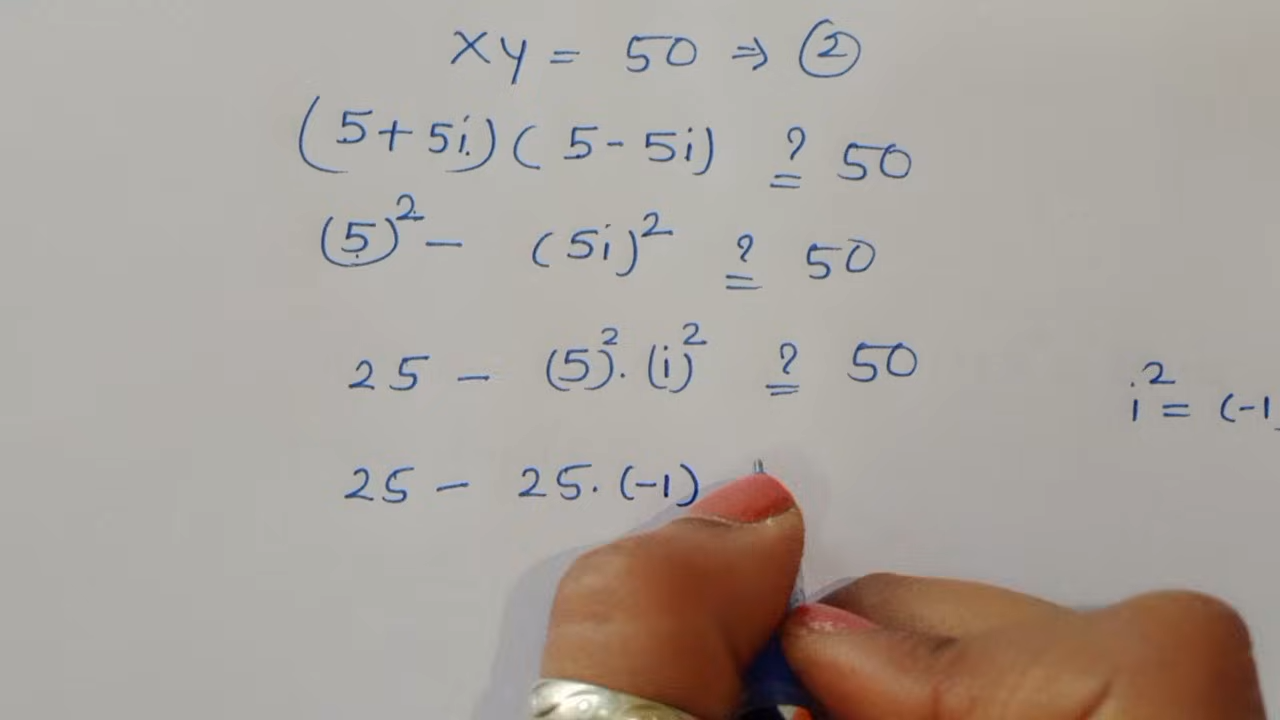 xy = 50 ⇒ ②
(5+5i)(5-5i) ≟ 50
(5)² - (5i)² ≟ 50
25 - (5)².(i)² ≟ 50
i² = (-1
25 - 25.(-1)